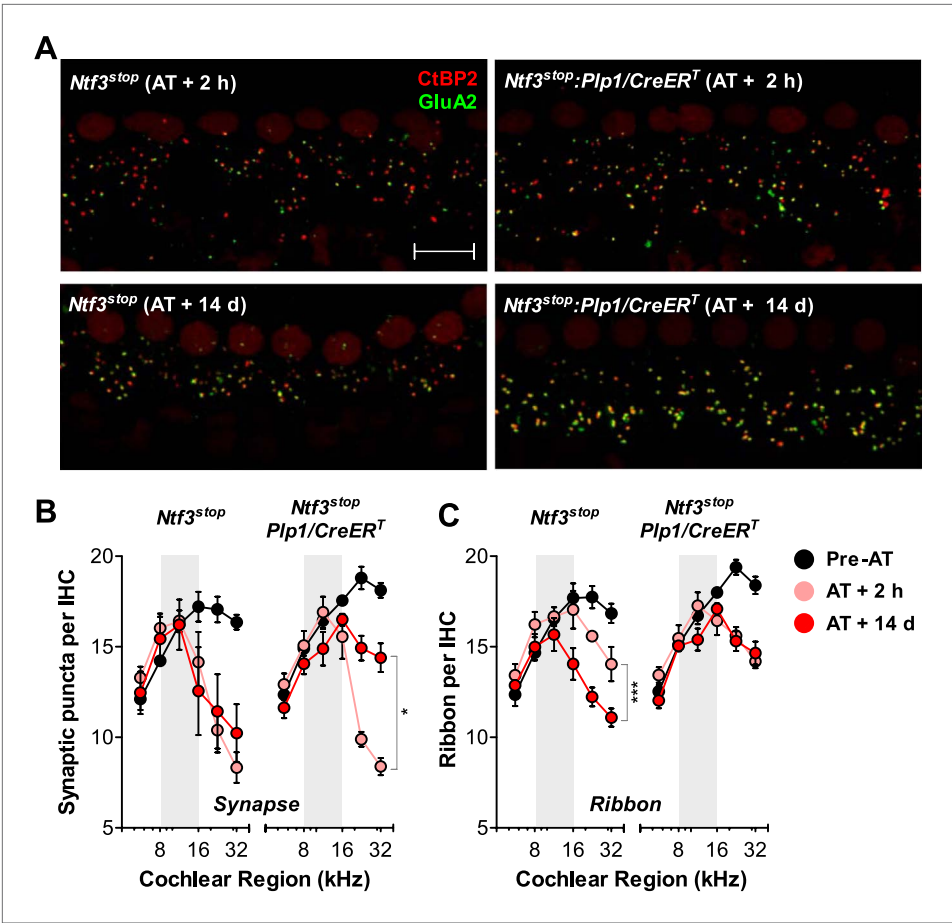 A
Ntf3stop (AT + 2 h)
CtBP2
GluA2
Ntf3stop:Plp1/CreERT (AT + 2 h)
Ntf3stop (AT + 14 d)
Ntf3stop:Plp1/CreERT (AT + 14 d)
B
Ntf3stop
Ntf3stop
Plp1/CreERT
Synaptic puncta per IHC
20
15
10
5
*
Synapse
8 16 32 8 16 32
Cochlear Region (kHz)
C
Ntf3stop
Ntf3stop
Plp1/CreERT
Ribbon per IHC
20
15
10
5
***
Ribbon
8 16 32 8 16 32
Cochlear Region (kHz)
Pre-AT
AT + 2 h
AT + 14 d